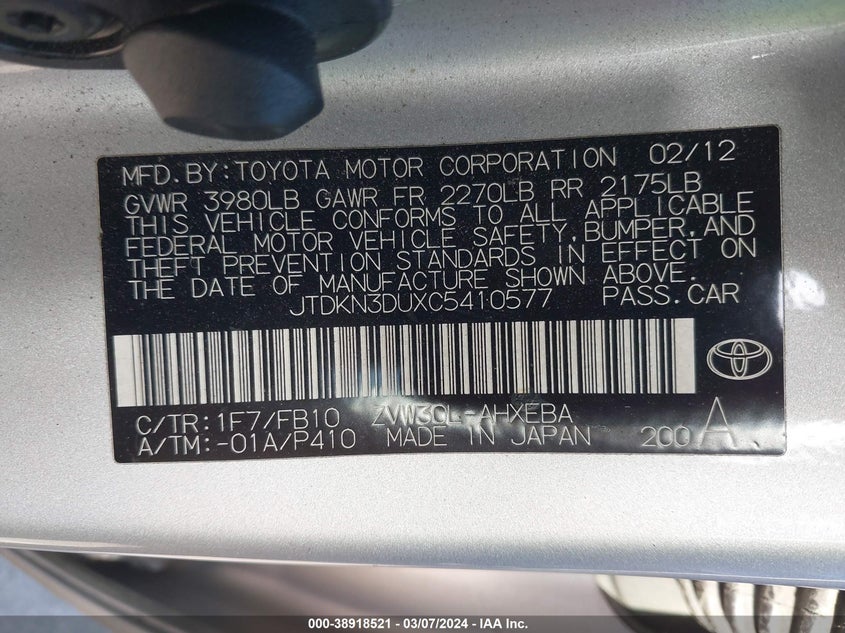 MFD.BY:TOYOTA MOTOR CORPORATION 02/12
GVWR 3980LB GAWR FR 2270LB RR 2175LB
THIS VEHICLE CONFORMS TO ALL APPLICABLE
FEDERAL MOTOR VEHICLE SAFETY,BUMPER,AND
THEFT PREVENTION STANDARDS IN EFFECT ON
THE DATE OF MANUFACTURE SHOWN ABOVE.
JTDKN3DUXC5410577 PASS.CAR
C/TR:1F7/FB10 ZVW30L-AHXEBA
A/TM:-01A/P410 MADE IN JAPAN 200 A
000-38918521 - 03/07/2024 - IAA Inc.